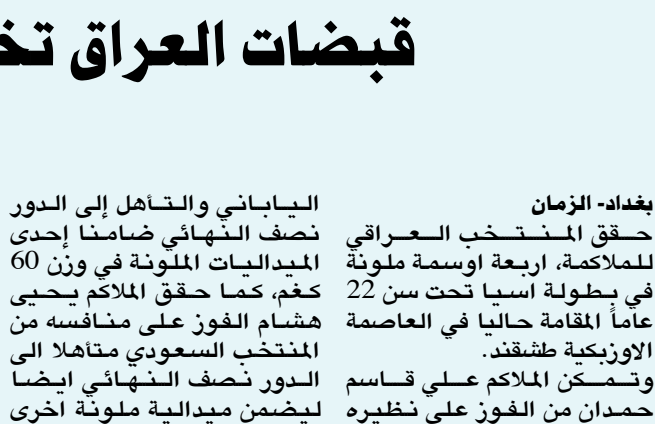 قبضات العراق
بغداد- الزمان
حقق المنتخب العراقي
للملاكمة، اربعة اوسمة ملونة
في بطولة اسيا تحت سن 22
عاماً المقامة حاليا في العاصمة
الاوزبكية طشقند.
وتمكن الملاكم علي قاسم
حمدان من الفوز على نظيره
الياباني والتأهل إلى الدور
نصف النهائي ضامنا إحدى
الميداليات الملونة في وزن 60
كغم، كما حقق الملاكم يحيى
هشام الفوز على منافسه من
المنتخب السعودي متأهلا الى
الدور نصف النهائي ايضا
ليضمن ميدالية ملونة اخرى